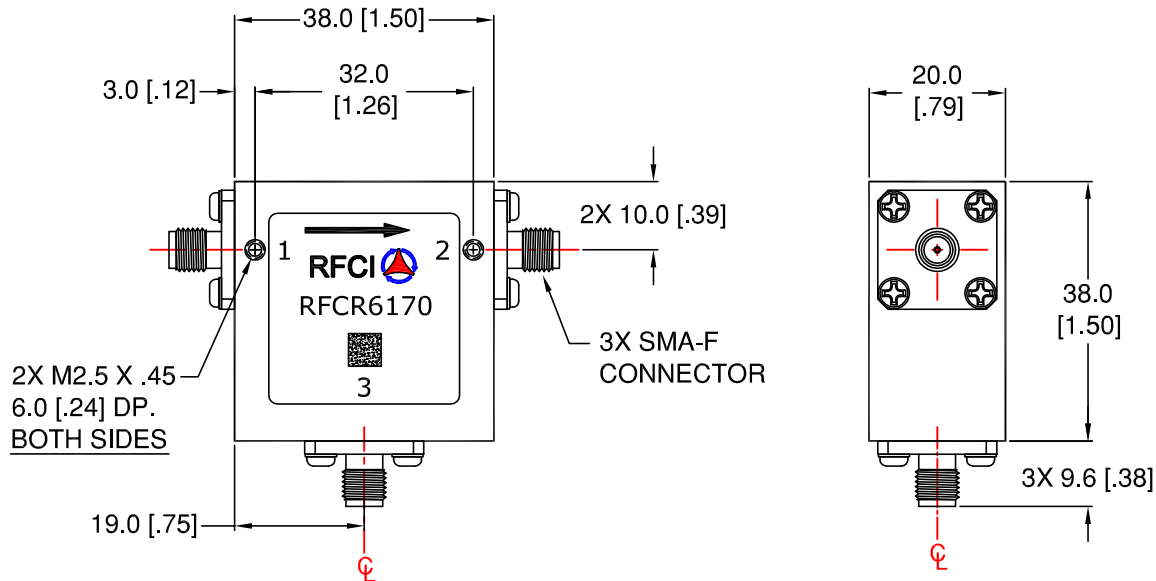 38.0 [1.50]
3.0 [.12]
32.0
[1.26]
20.0
[.79]
2X 10.0 [.39]
1
2
RFCI
RFCR6170
3
38.0
[1.50]
3X SMA-F
CONNECTOR
2X M2.5 X .45
6.0 [.24] DP.
BOTH SIDES
3X 9.6 [.38]
19.0 [.75]
℄
℄